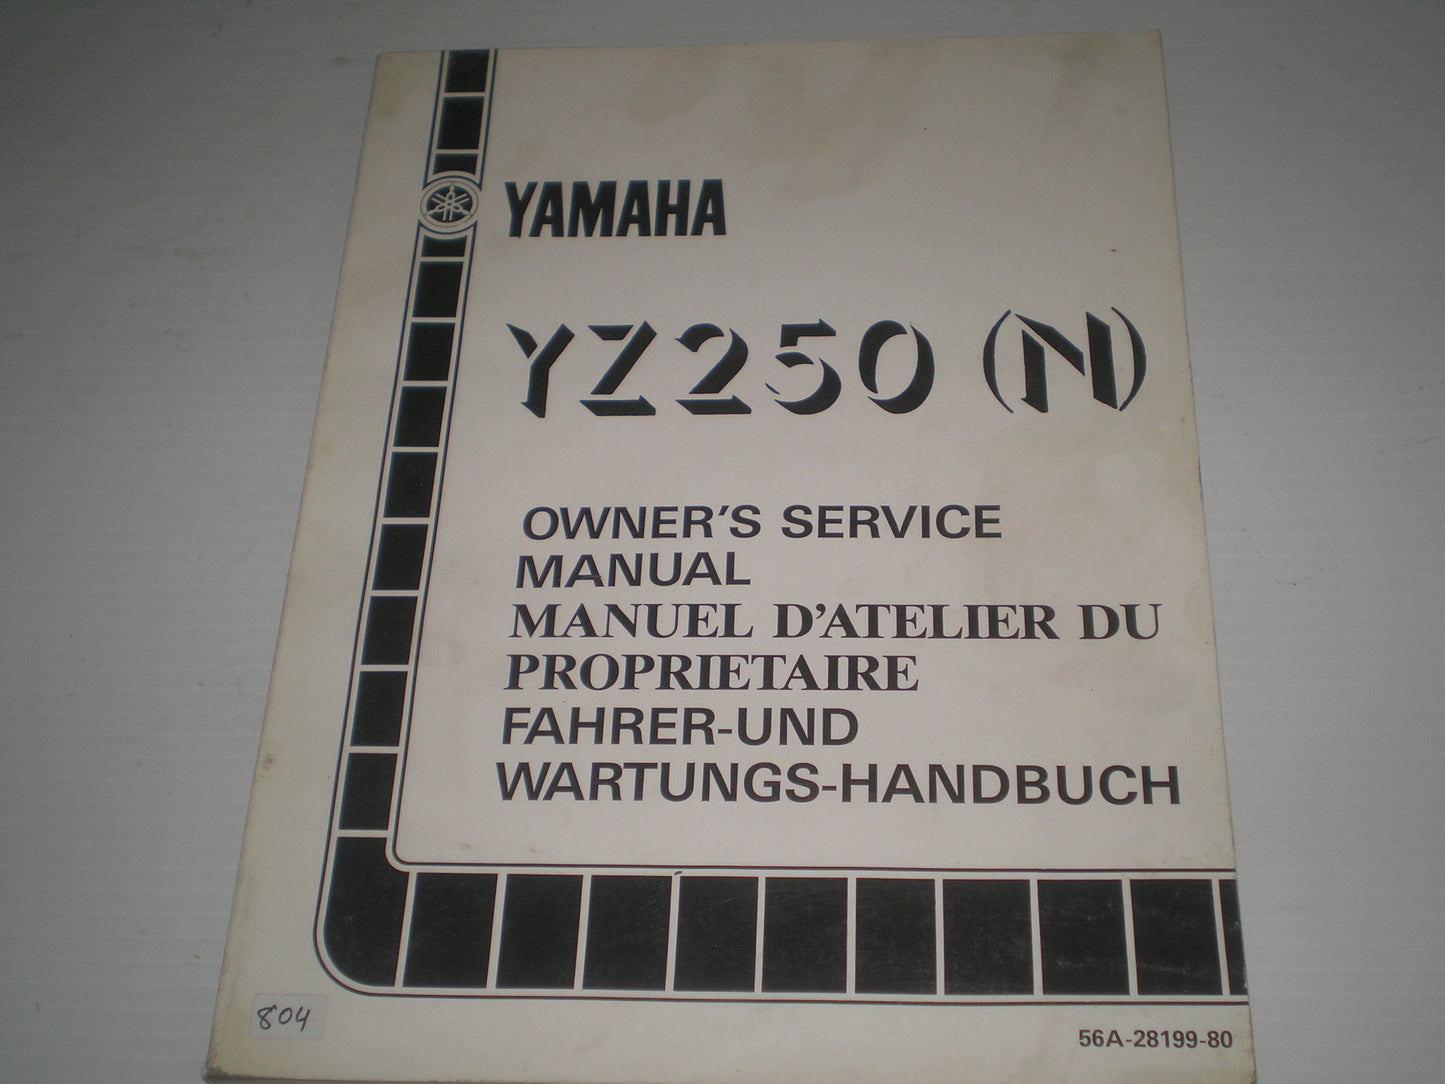 YAMAHA
YZ250 (N)
OWNER'S SERVICE
MANUAL
MANUEL D'ATELIER DU
PROPRIETAIRE
FAHRER-UND
WARTUNGS-HANDBUCH
804
56A-28199-80